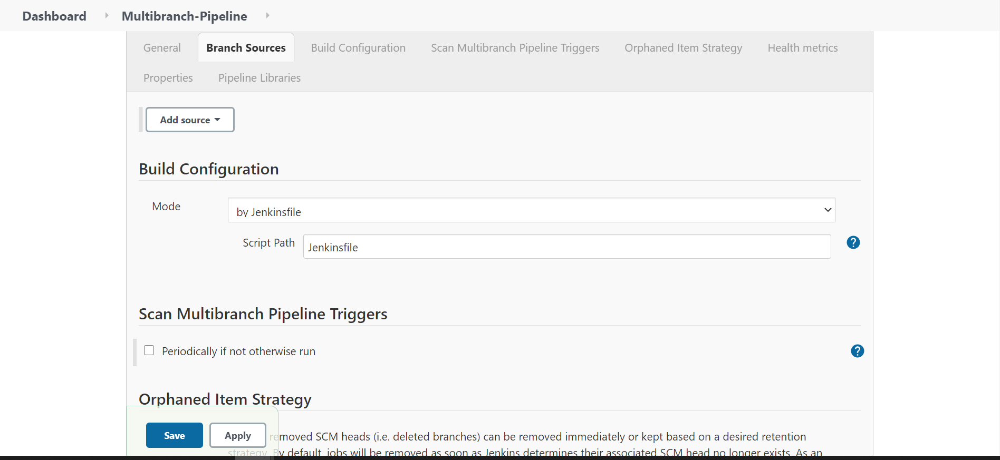 Dashboard Multibranch-Pipeline
General Branch Sources Build Configuration Scan Multibranch Pipeline Triggers Orphaned Item Strategy Health metrics
Properties Pipeline Libraries
Add source
Build Configuration
Mode by Jenkinsfile
Script Path Jenkinsfile ?
Scan Multibranch Pipeline Triggers
Periodically if not otherwise run ?
Orphaned Item Strategy
Save Apply removed SCM heads (i.e. deleted branches) can be removed immediately or kept based on a desired retention
strategy. By default, jobs will be removed as soon as Jenkins determines their associated SCM head no longer exists. As an